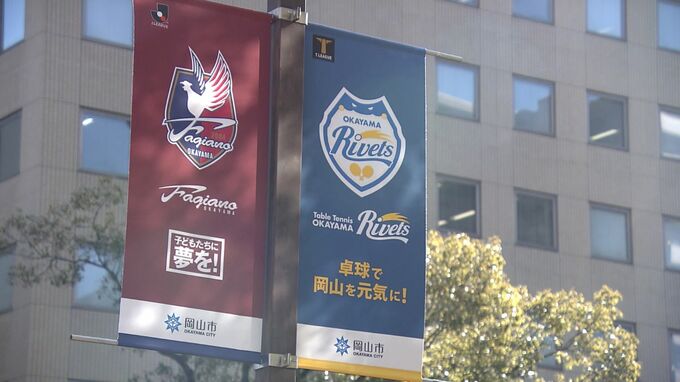 J.LEAGUE
Fagiano
OKAYAMA
Fagiano
OKAYAMA
子どもたちに
夢を!
岡山市
OKAYAMA CITY
T.LEAGUE
OKAYAMA
Rivets
Table Tennis
OKAYAMA Rivets
卓球で
岡山を元気に!
岡山市
OKAYAMA CITY